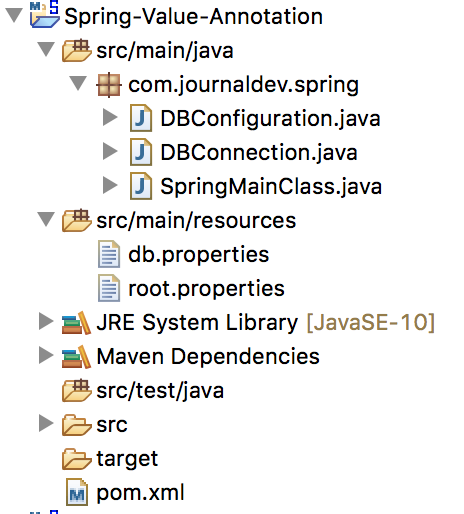 Spring-Value-Annotation
src/main/java
com.journaldev.spring
DBConfiguration.java
DBConnection.java
SpringMainClass.java
src/main/resources
db.properties
root.properties
JRE System Library [JavaSE-10]
Maven Dependencies
src/test/java
src
target
pom.xml